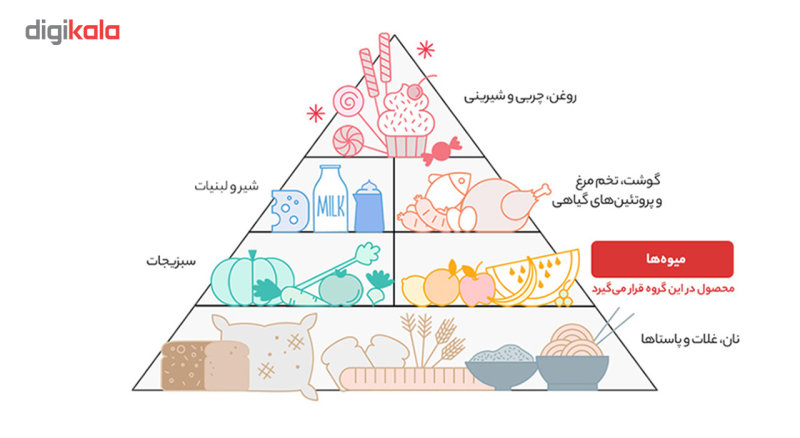 digikala
روغن، چربی و شیرینی
گوشت، تخم مرغ
و پروتئین‌های گیاهی
شیر و لبنیات
MILK
میوه‌ها
محصول در این گروه قرار می‌گیرد
سبزیجات
نان، غلات و پاستاها